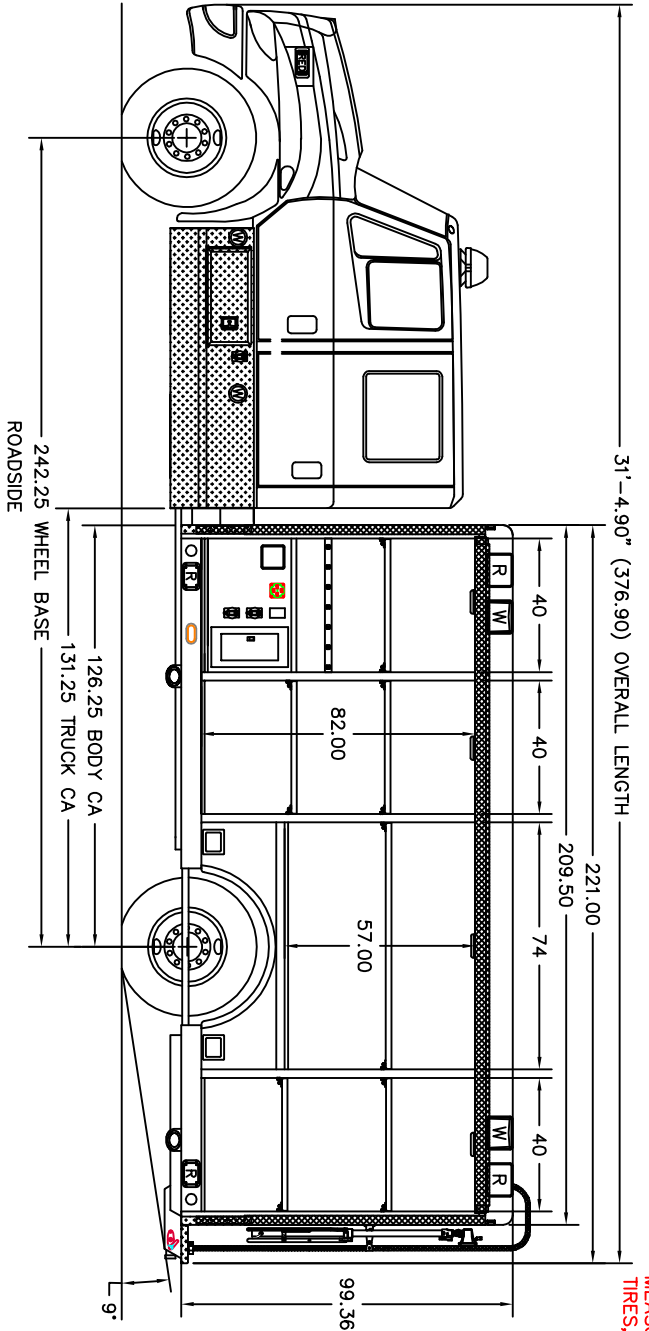 31'-4.90" (376.90) OVERALL LENGTH
221.00
209.50
40
40
74
40
R
W
W
R
82.00
57.00
99.36
R
R
W
W
9°
126.25 BODY CA
131.25 TRUCK CA
242.25 WHEEL BASE
ROADSIDE
TIRES,